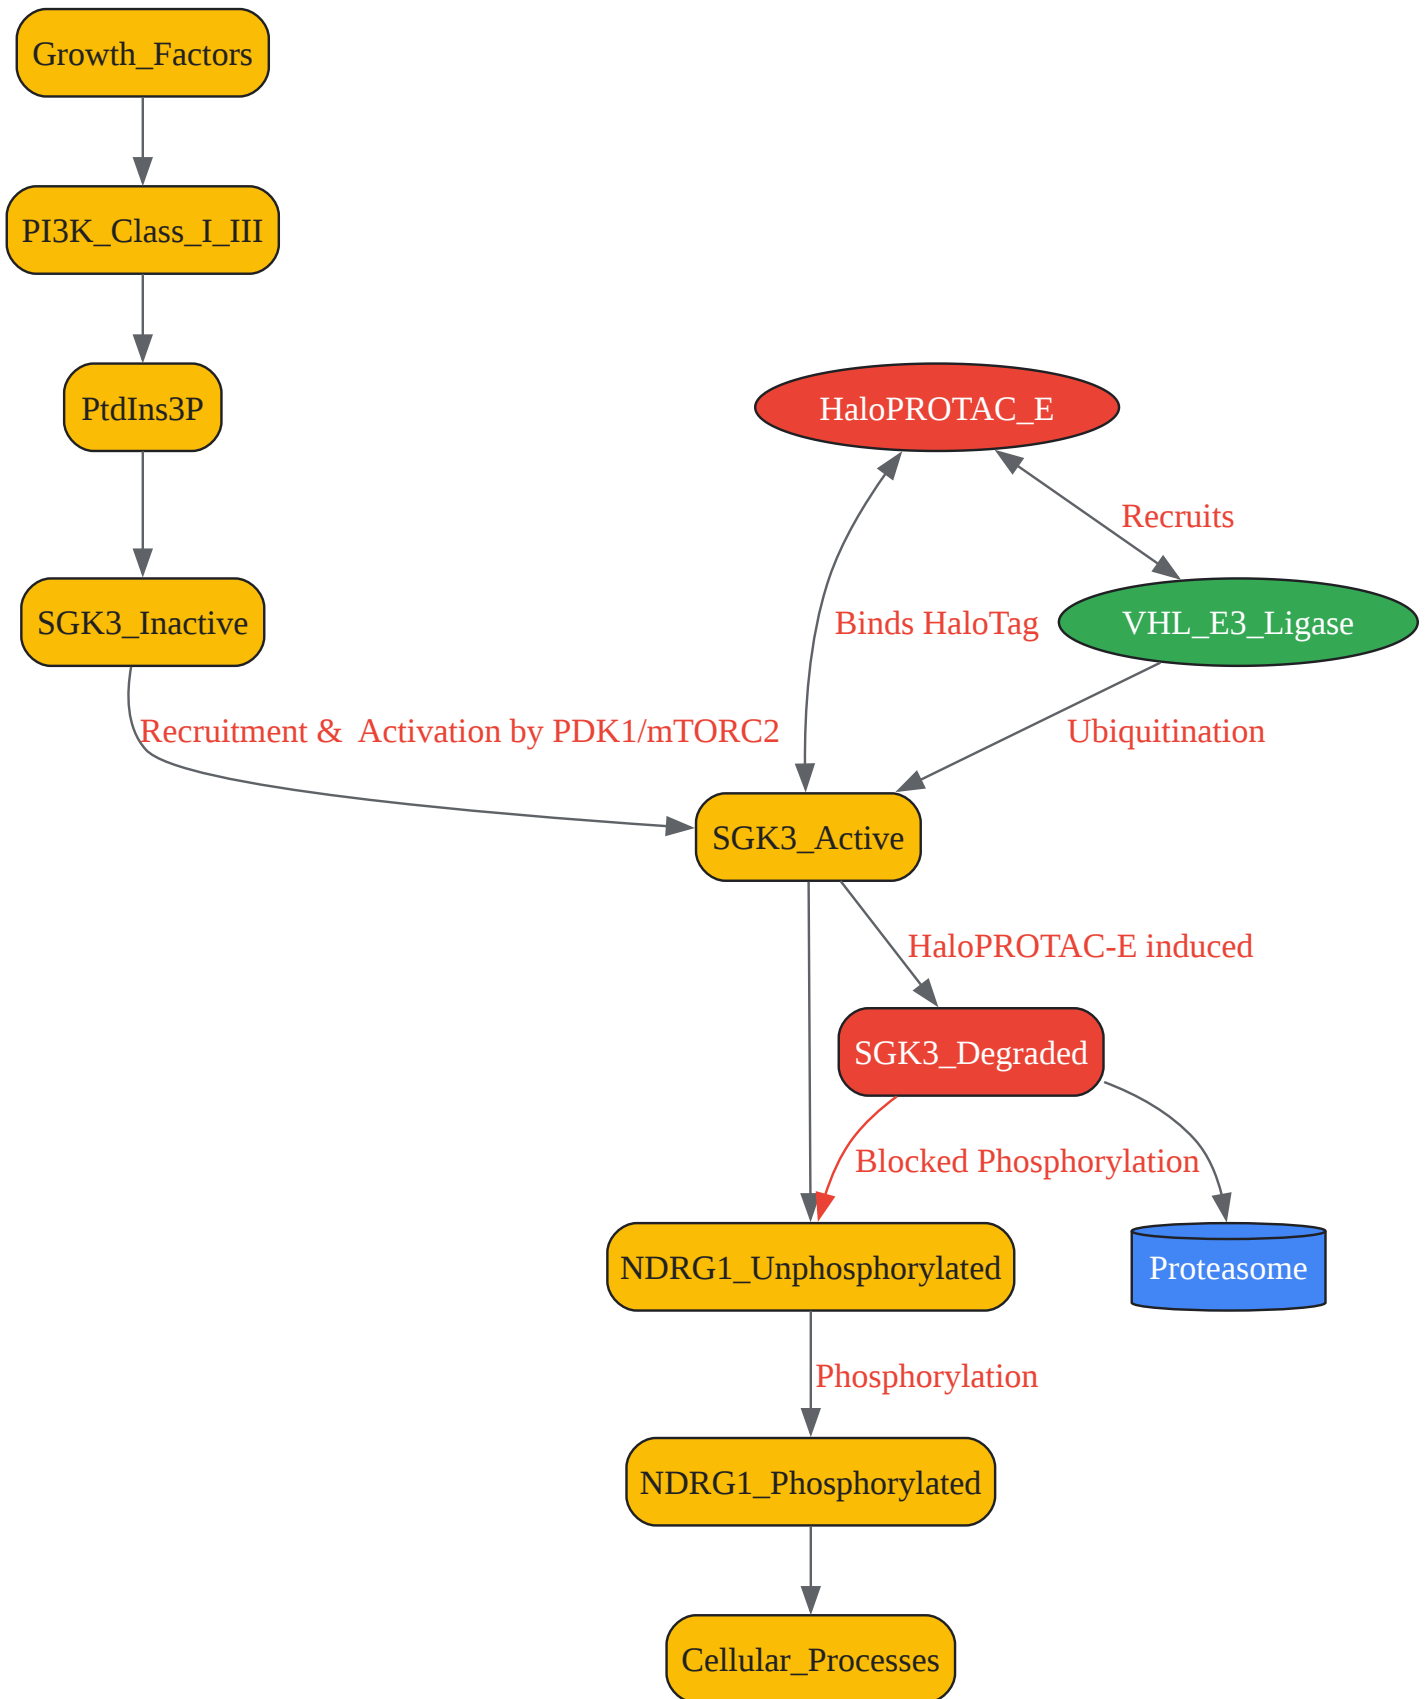 Growth_Factors
PI3K_Class_I_III
PtdIns3P
HaloPROTAC_E
Recruits
SGK3_Inactive
Binds HaloTag
VHL_E3_Ligase
Recruitment &  Activation by PDK1/mTORC2
Ubiquitination
SGK3_Active
HaloPROTAC-E induced
SGK3_Degraded
Blocked Phosphorylation
NDRG1_Unphosphorylated
Proteasome
Phosphorylation
NDRG1_Phosphorylated
Cellular_Processes